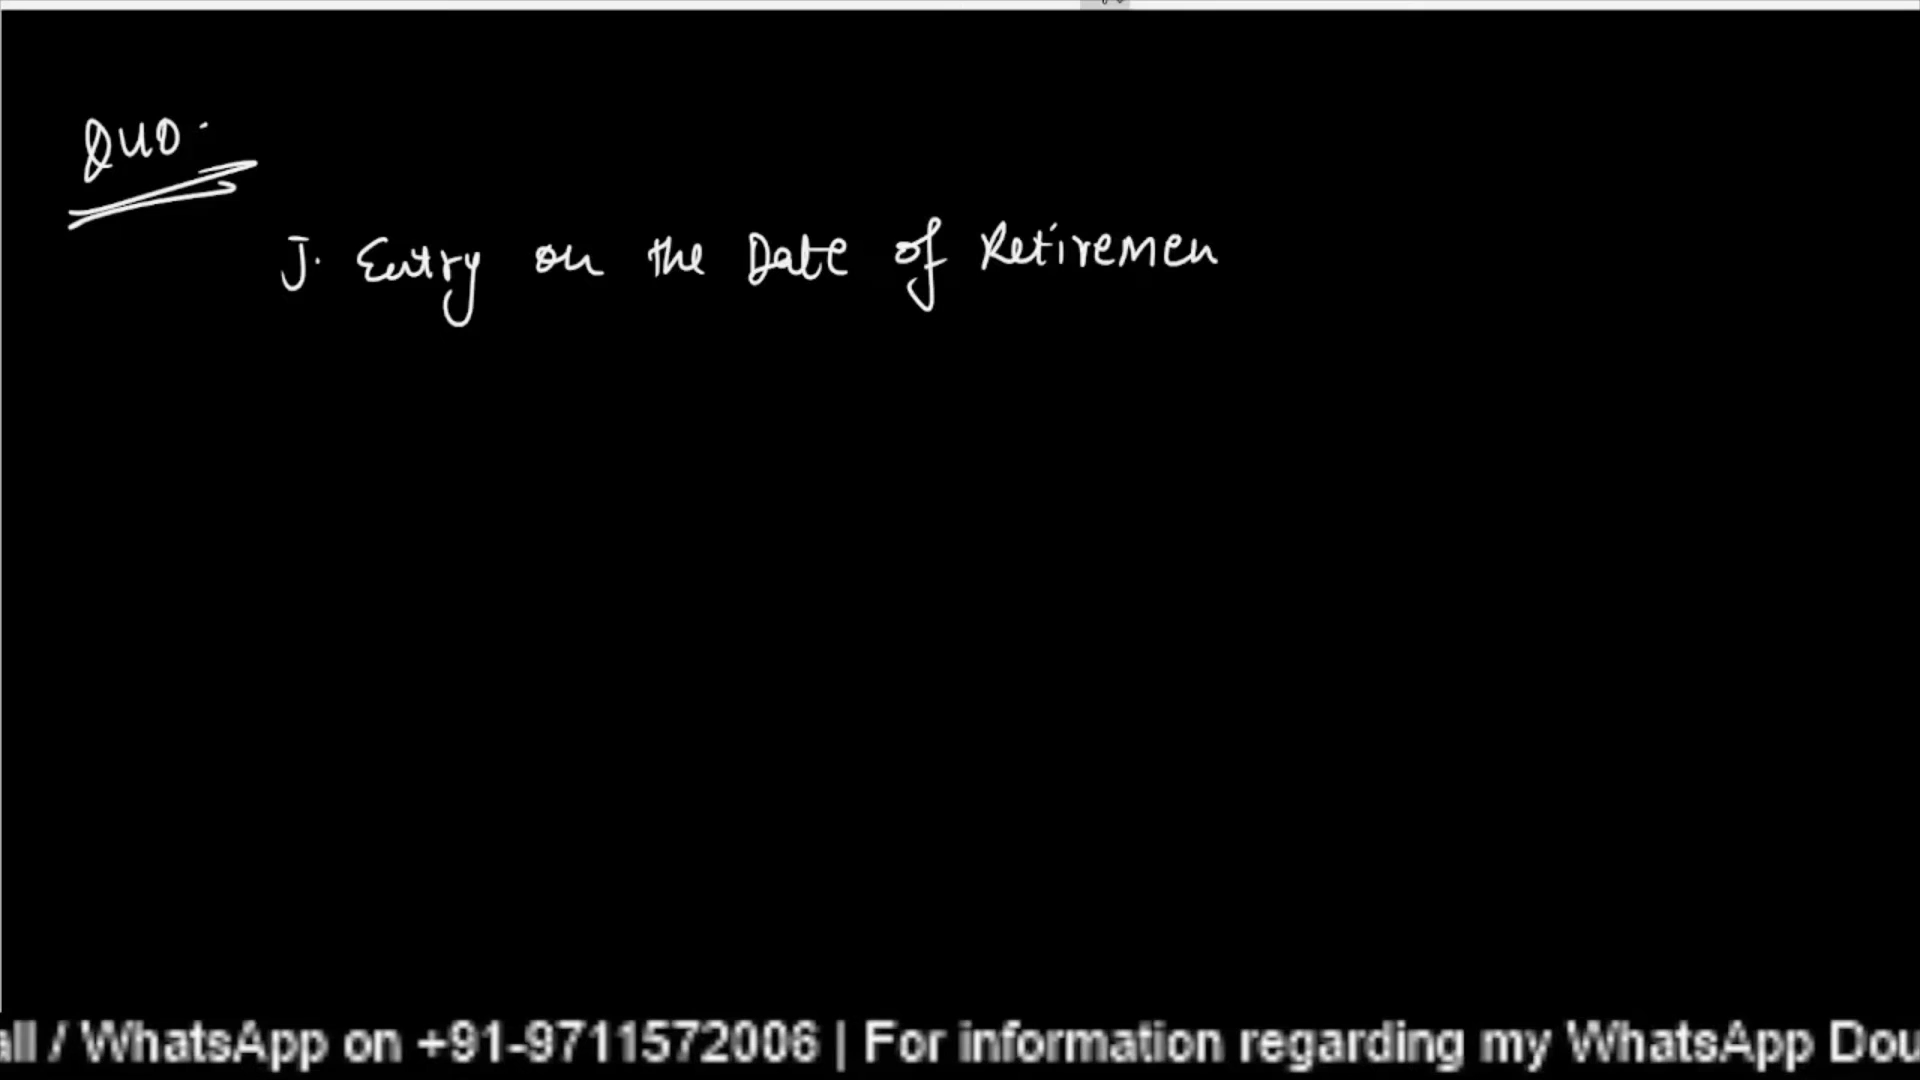 QUO.
J. Entry on the Date of Retiremen
all / WhatsApp on +91-9711572006 | For information regarding my WhatsApp Dou